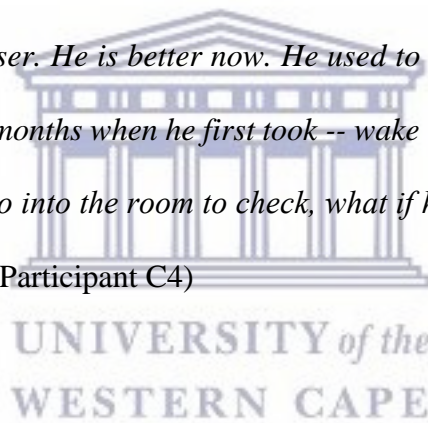 ser. He is better now. He used to
months when he first took -- wake
o into the room to check, what if h
Participant C4)
UNIVERSITY of the
WESTERN CAPE